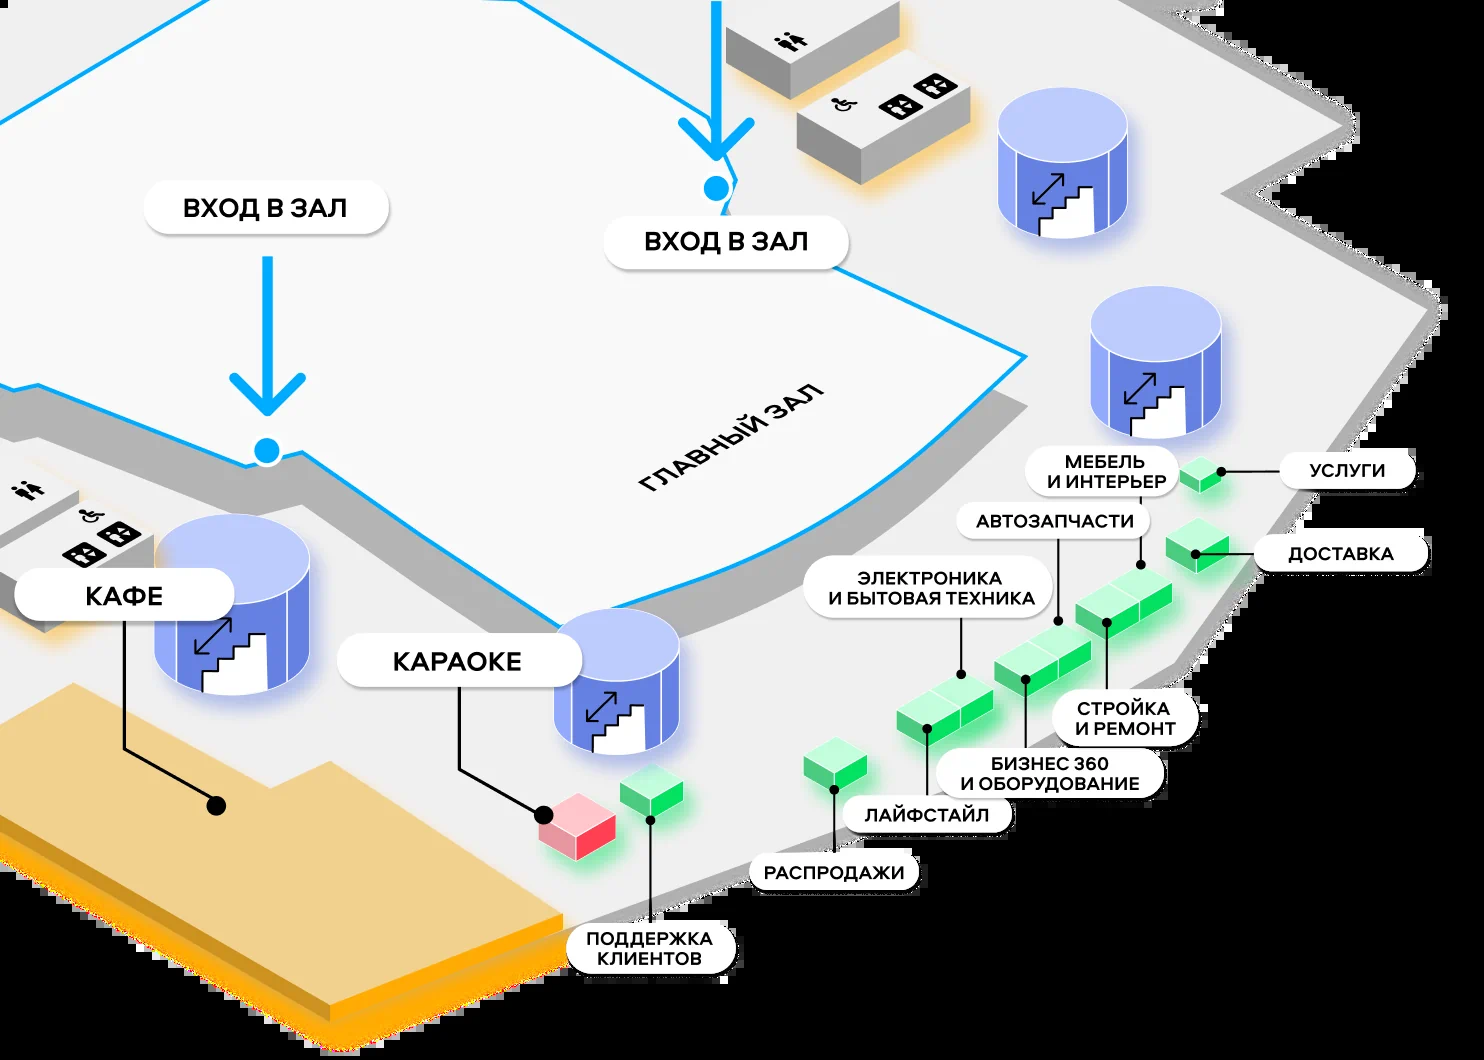 ВХОД В ЗАЛ
ВХОД В ЗАЛ
ГЛАВНЫЙ ЗАЛ
МЕБЕЛЬ
И ИНТЕРЬЕР
УСЛУГИ
АВТОЗАПЧАСТИ
ДОСТАВКА
ЭЛЕКТРОНИКА
И БЫТОВАЯ ТЕХНИКА
КАФЕ
КАРАОКЕ
СТРОЙКА
И РЕМОНТ
БИЗНЕС 360
И ОБОРУДОВАНИЕ
ЛАЙФСТАЙЛ
РАСПРОДАЖИ
ПОДДЕРЖКА
КЛИЕНТОВ